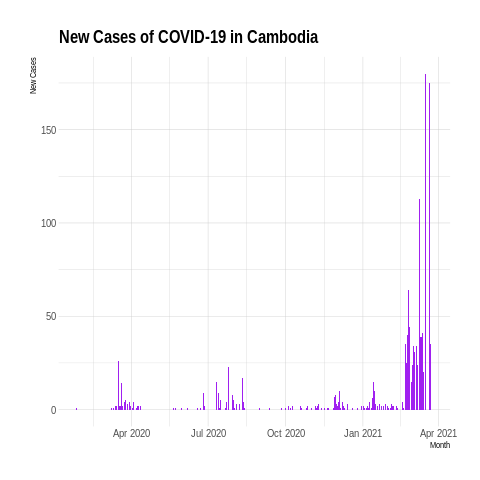 New Cases of COVID-19 in Cambodia
New Cases
150
100
50
0
Apr 2020 Jul 2020 Oct 2020 Jan 2021 Apr 2021
Month